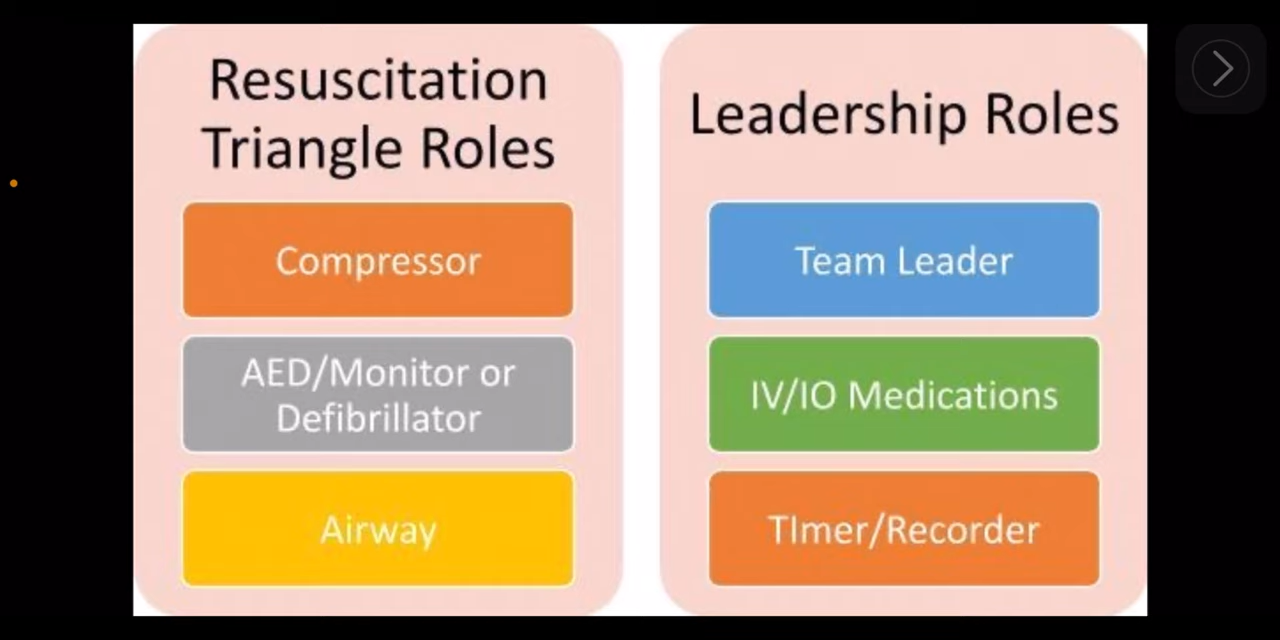 Resuscitation
Triangle Roles
Compressor
AED/Monitor or
Defibrillator
Airway
Leadership Roles
Team Leader
IV/IO Medications
TImer/Recorder